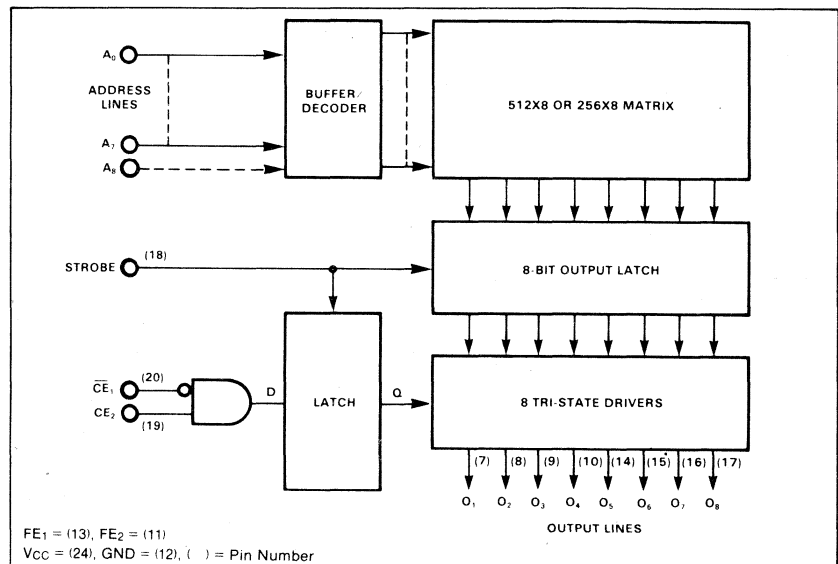 A₀
ADDRESS
LINES
A₇
A₈
BUFFER/
DECODER
512X8 OR 256X8 MATRIX
STROBE
(18)
8-BIT OUTPUT LATCH
C̅E̅₁
(20)
CE₂
(19)
D
LATCH
Q
8 TRI-STATE DRIVERS
(7) (8) (9) (10) (14) (15) (16) (17)
O₁ O₂ O₃ O₄ O₅ O₆ O₇ O₈
OUTPUT LINES
FE₁ = (13), FE₂ = (11)
VCC = (24), GND = (12), ( ) = Pin Number